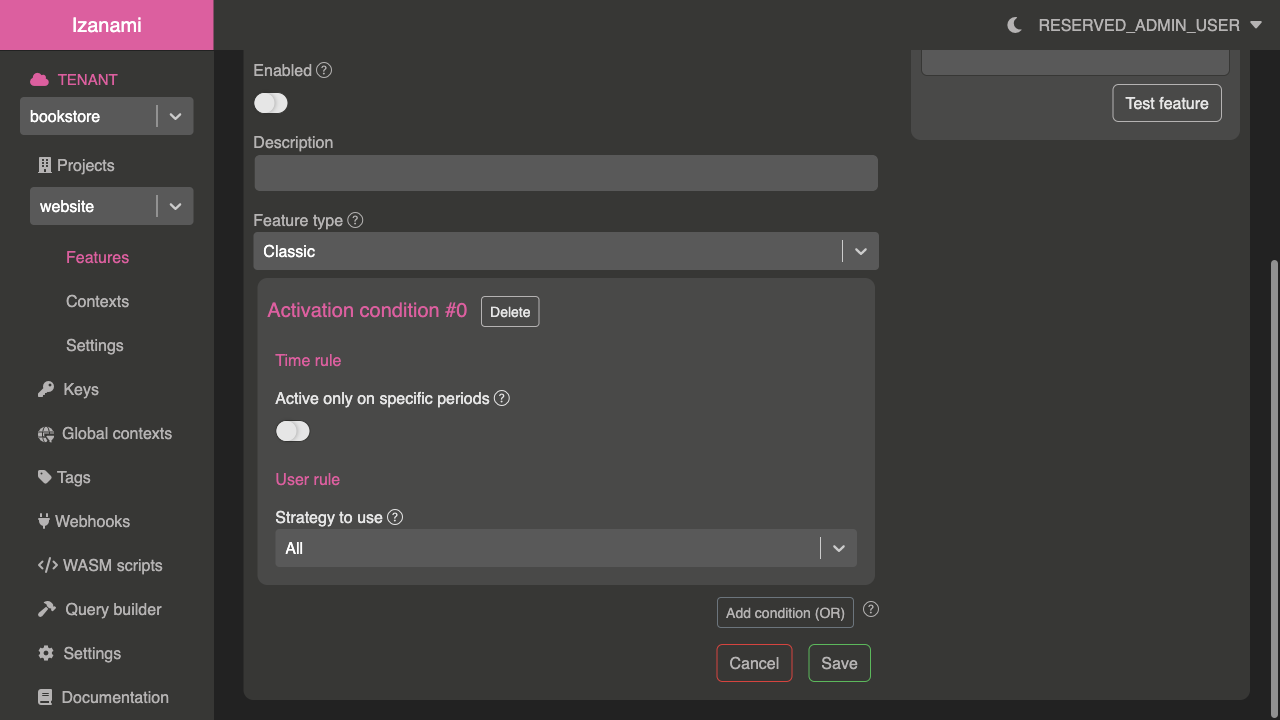 Izanami
RESERVED_ADMIN_USER
TENANT
bookstore
Projects
website
Features
Contexts
Settings
Keys
Global contexts
Tags
Webhooks
WASM scripts
Query builder
Settings
Documentation
Enabled
Description
Feature type
Classic
Activation condition #0
Delete
Time rule
Active only on specific periods
User rule
Strategy to use
All
Add condition (OR)
Cancel
Save
Test feature